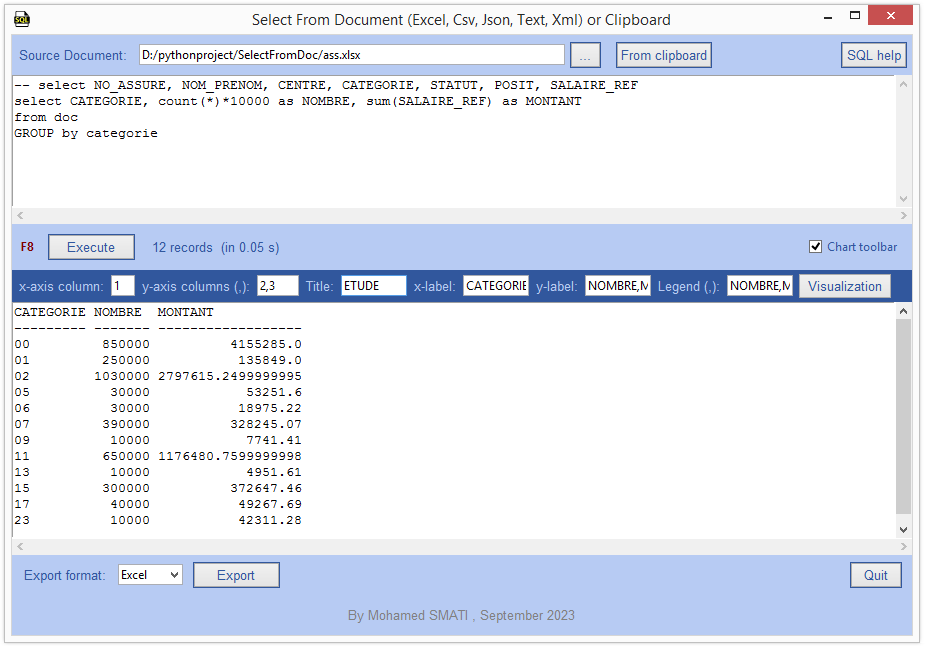 SQL
Select From Document (Excel, Csv, Json, Text, Xml) or Clipboard
Source Document: D:/pythonproject/SelectFromDoc/ass.xlsx ... From clipboard SQL help
-- select NO_ASSURE, NOM_PRENOM, CENTRE, CATEGORIE, STATUT, POSIT, SALAIRE_REF
select CATEGORIE, count(*)*10000 as NOMBRE, sum(SALAIRE_REF) as MONTANT
from doc
GROUP by categorie
F8 Execute 12 records (in 0.05 s) Chart toolbar
x-axis column: 1 y-axis columns (,): 2,3 Title: ETUDE x-label: CATEGORIE y-label: NOMBRE,M Legend (,): NOMBRE,M Visualization
CATEGORIE NOMBRE MONTANT
--------- ------- ------------------
00 850000 4155285.0
01 250000 135849.0
02 1030000 2797615.2499999995
05 30000 53251.6
06 30000 18975.22
07 390000 328245.07
09 10000 7741.41
11 650000 1176480.7599999998
13 10000 4951.61
15 300000 372647.46
17 40000 49267.69
23 10000 42311.28
Export format: Excel Export Quit
By Mohamed SMATI , September 2023